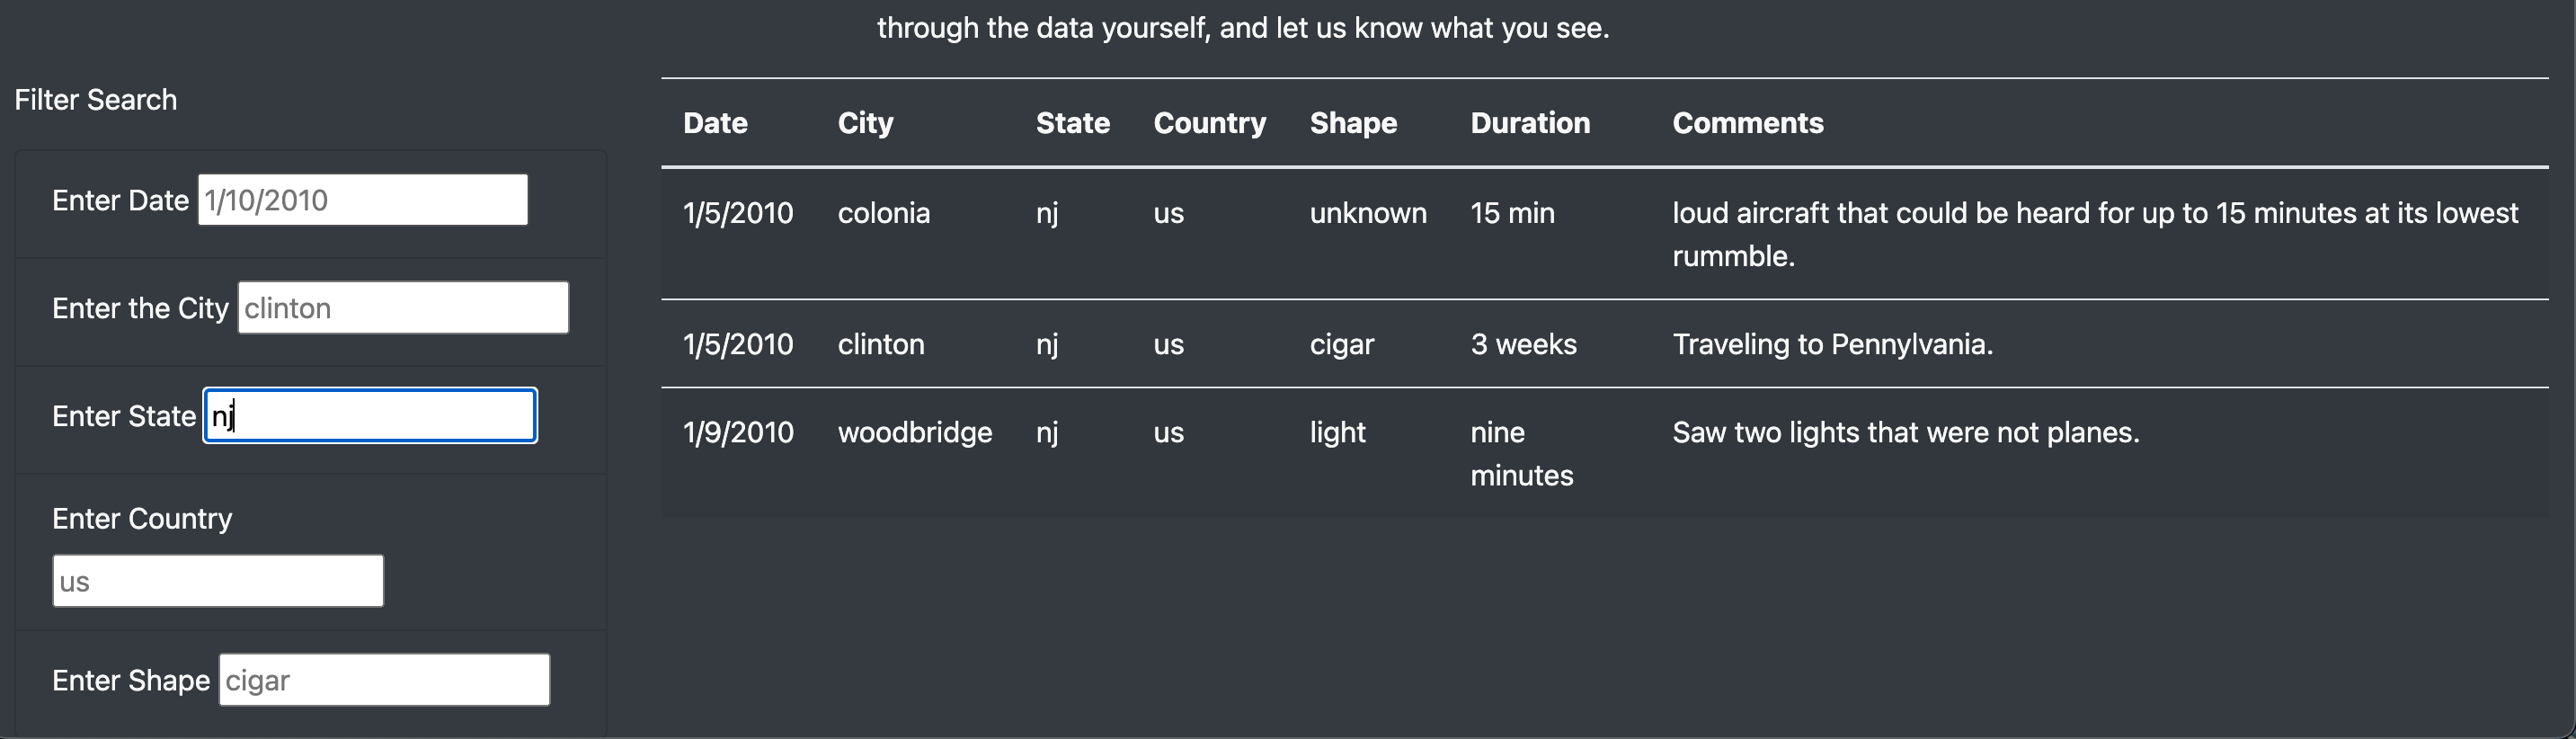 through the data yourself, and let us know what you see.
Filter Search
Enter Date 1/10/2010
Enter the City clinton
Enter State nj
Enter Country
us
Enter Shape cigar
Date City State Country Shape Duration Comments
1/5/2010 colonia nj us unknown 15 min loud aircraft that could be heard for up to 15 minutes at its lowest
rummble.
1/5/2010 clinton nj us cigar 3 weeks Traveling to Pennylvania.
1/9/2010 woodbridge nj us light nine Saw two lights that were not planes.
minutes